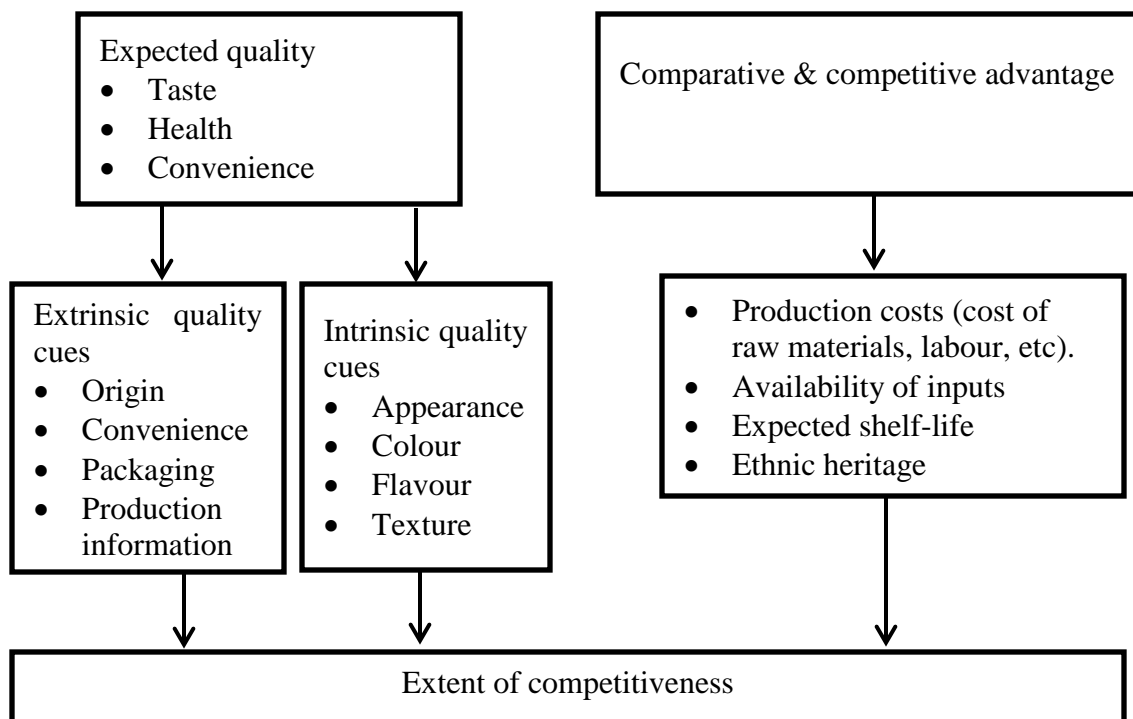 Expected quality
• Taste
• Health
• Convenience
Comparative & competitive advantage
Extrinsic quality
cues
• Origin
• Convenience
• Packaging
• Production
information
Intrinsic quality
cues
• Appearance
• Colour
• Flavour
• Texture
• Production costs (cost of
raw materials, labour, etc).
• Availability of inputs
• Expected shelf-life
• Ethnic heritage
Extent of competitiveness